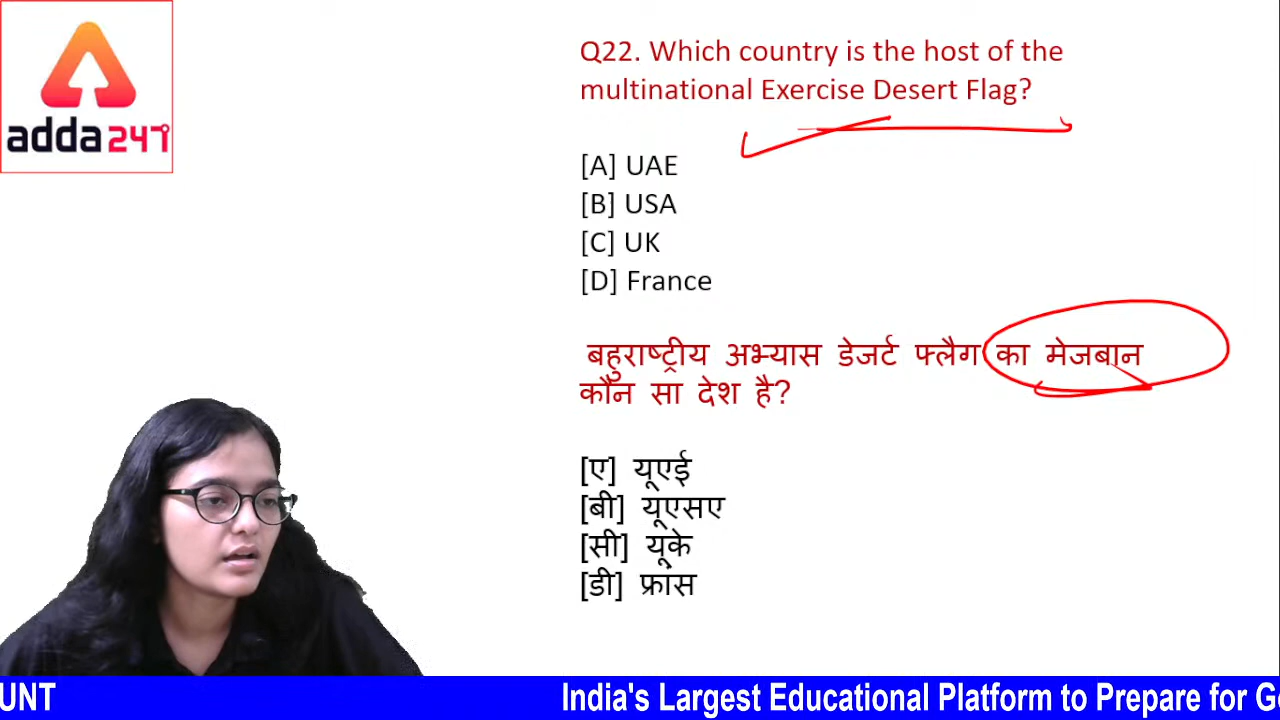 adda247
Q22. Which country is the host of the
multinational Exercise Desert Flag?
[A] UAE
[B] USA
[C] UK
[D] France
बहुराष्ट्रीय अभ्यास डेजर्ट फ्लैग का मेजबान
कौन सा देश है?
[ए] यूएई
[बी] यूएसए
[सी] यूके
[डी] फ्रांस
UNT India's Largest Educational Platform to Prepare for G